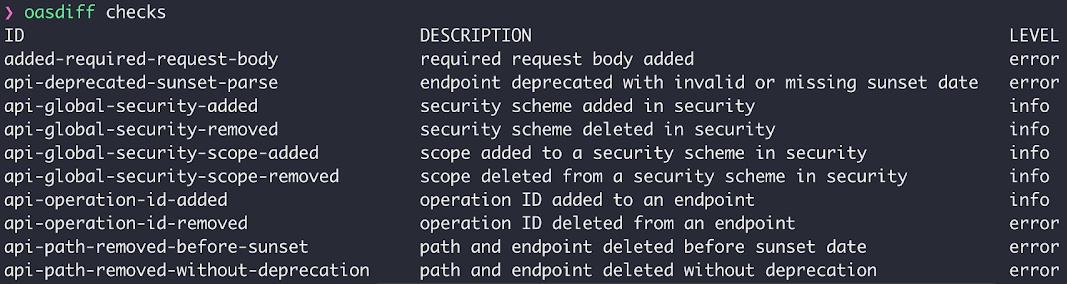 ❯ oasdiff checks
ID DESCRIPTION LEVEL
added-required-request-body required request body added error
api-deprecated-sunset-parse endpoint deprecated with invalid or missing sunset date error
api-global-security-added security scheme added in security info
api-global-security-removed security scheme deleted in security info
api-global-security-scope-added scope added to a security scheme in security info
api-global-security-scope-removed scope deleted from a security scheme in security info
api-operation-id-added operation ID added to an endpoint info
api-operation-id-removed operation ID deleted from an endpoint error
api-path-removed-before-sunset path and endpoint deleted before sunset date error
api-path-removed-without-deprecation path and endpoint deleted without deprecation error